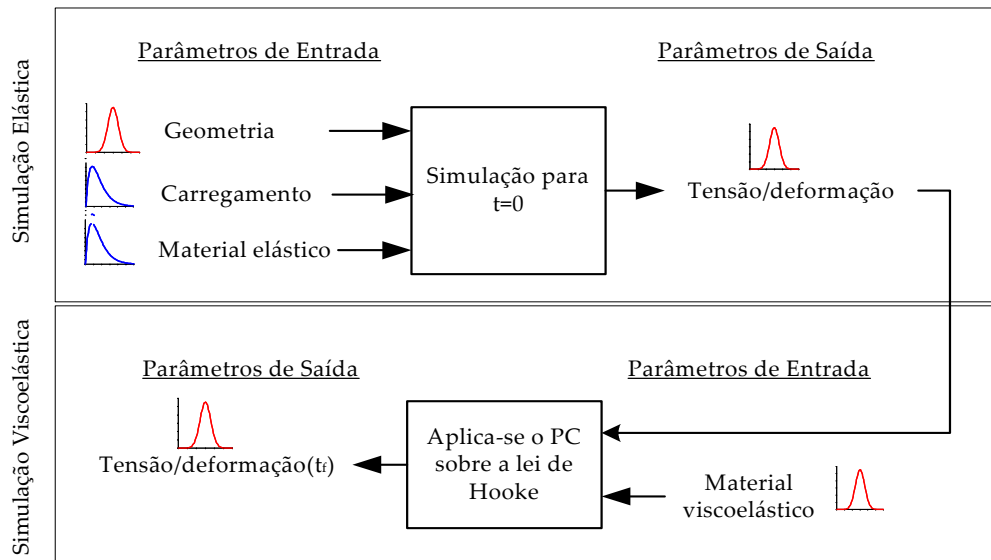 Simulação Elástica
Parâmetros de Entrada
Parâmetros de Saída
Geometria
Carregamento
Material elástico
Simulação para
t=0
Tensão/deformação
Simulação Viscoelástica
Parâmetros de Saída
Parâmetros de Entrada
Tensão/deformação(tf)
Aplica-se o PC
sobre a lei de
Hooke
Material
viscoelástico